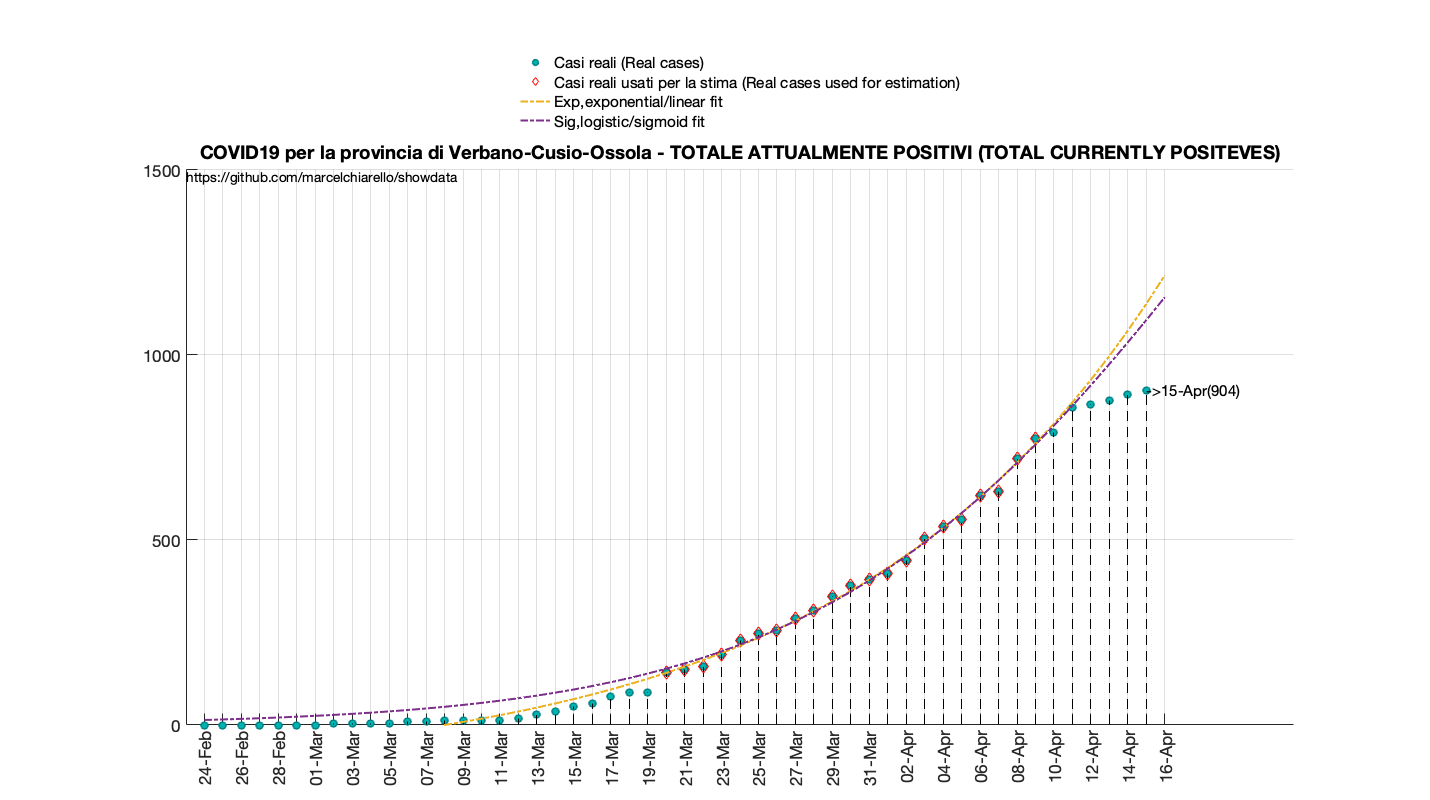 Casi reali (Real cases)
Casi reali usati per la stima (Real cases used for estimation)
Exp,exponential/linear fit
Sig,logistic/sigmoid fit
COVID19 per la provincia di Verbano-Cusio-Ossola - TOTALE ATTUALMENTE POSITIVI (TOTAL CURRENTLY POSITEVES)
https://github.com/marcelchiarello/showdata
1500
1000
500
0
>15-Apr(904)
24-Feb
26-Feb
28-Feb
01-Mar
03-Mar
05-Mar
07-Mar
09-Mar
11-Mar
13-Mar
15-Mar
17-Mar
19-Mar
21-Mar
23-Mar
25-Mar
27-Mar
29-Mar
31-Mar
02-Apr
04-Apr
06-Apr
08-Apr
10-Apr
12-Apr
14-Apr
16-Apr